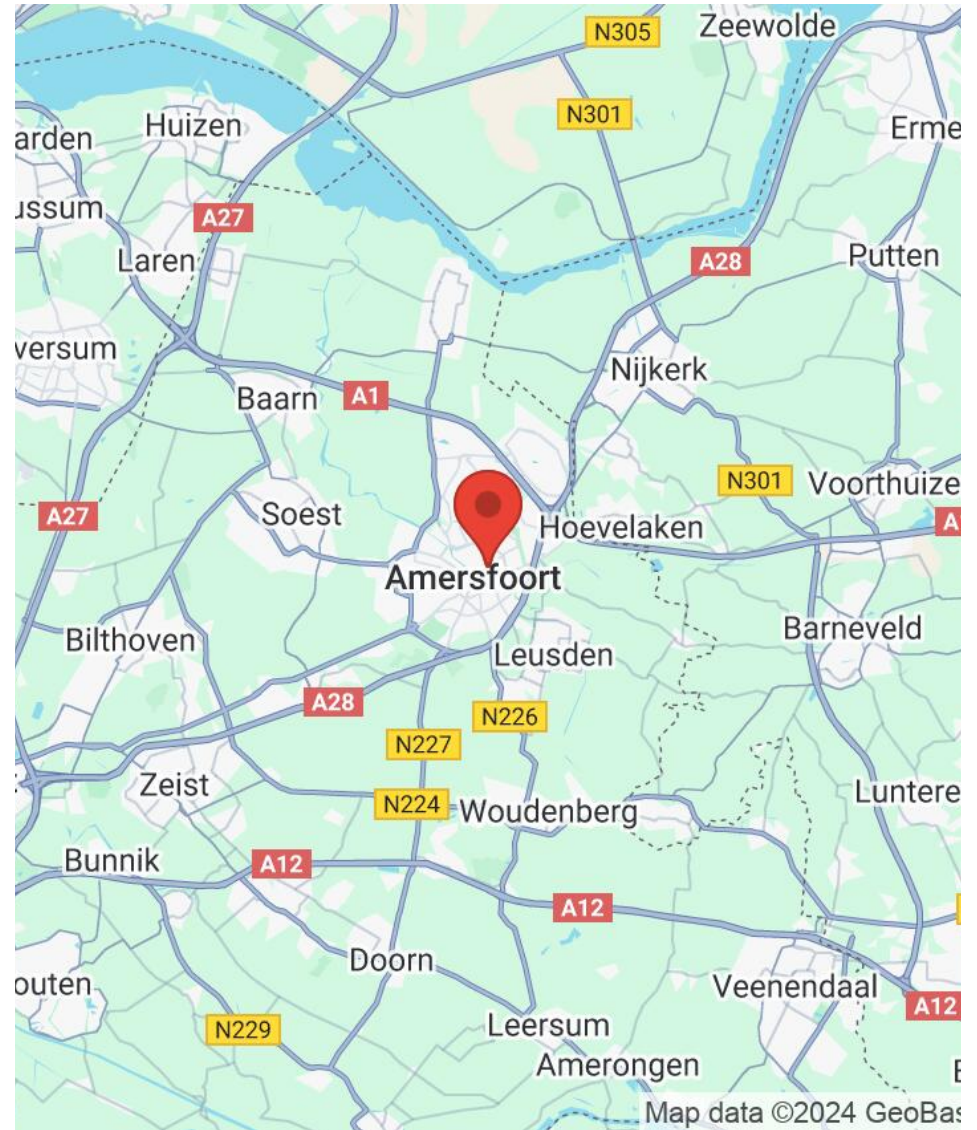 N305
Zeewolde
N301
Huizen
arden
Erme
ussum
A27
Laren
A28
Putten
versum
Nijkerk
Baarn
A1
N301
Voorthuize
A27
Soest
Hoevelaken
A
Amersfoort
Bilthoven
Barneveld
Leusden
A28
N226
N227
Zeist
N224
Woudenberg
Luntere
Bunnik
A12
A12
Doorn
outen
Veenendaal
A12
N229
Leersum
Amerongen
E
Map data ©2024 GeoBas